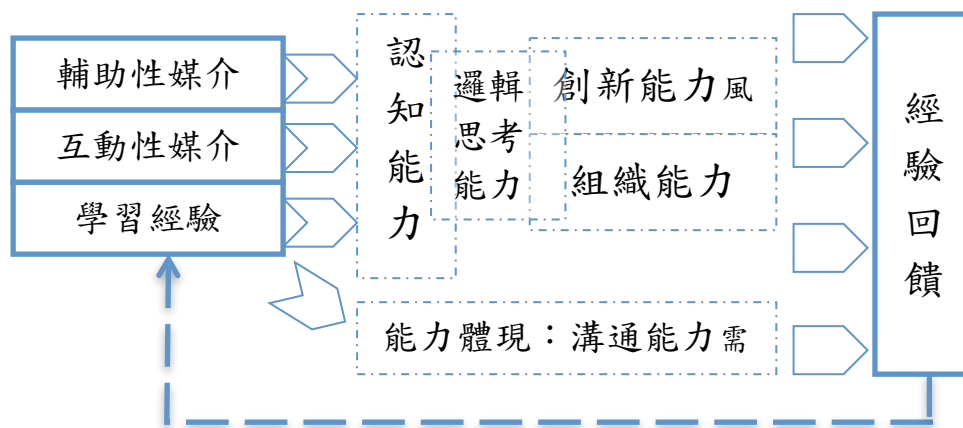 輔助性媒介
互動性媒介
學習經驗
認知能力
邏輯
思考
能力
創新能力風
組織能力
能力體現：溝通能力需
經驗回饋